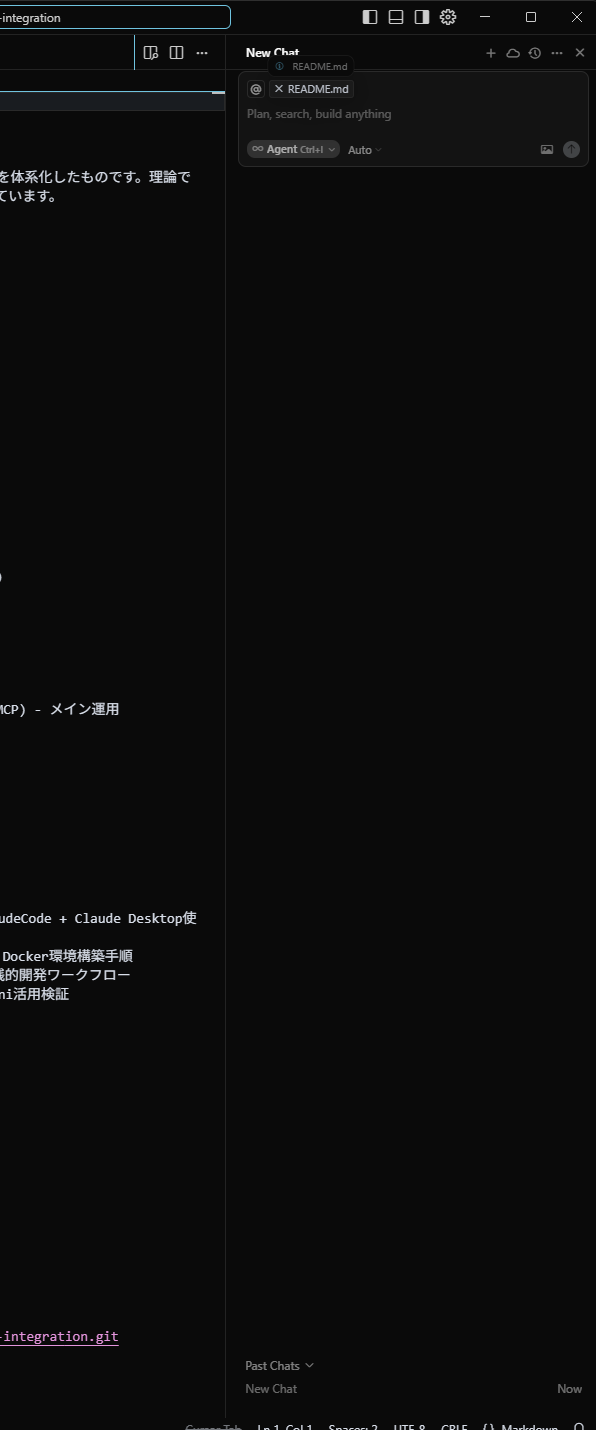 -integration
New Chat
README.md
@ × README.md
Plan, search, build anything
∞ Agent Ctrl+I Auto
を体系化したものです。理論で
ています。
)
MCP) - メイン運用
udeCode + Claude Desktop使
Docker環境構築手順
践的開発ワークフロー
ni活用検証
-integration.git
Past Chats
New Chat Now
Cursor Tab Ln 1, Col 1 Spaces: 2 UTF-8 CRLF {} Markdown